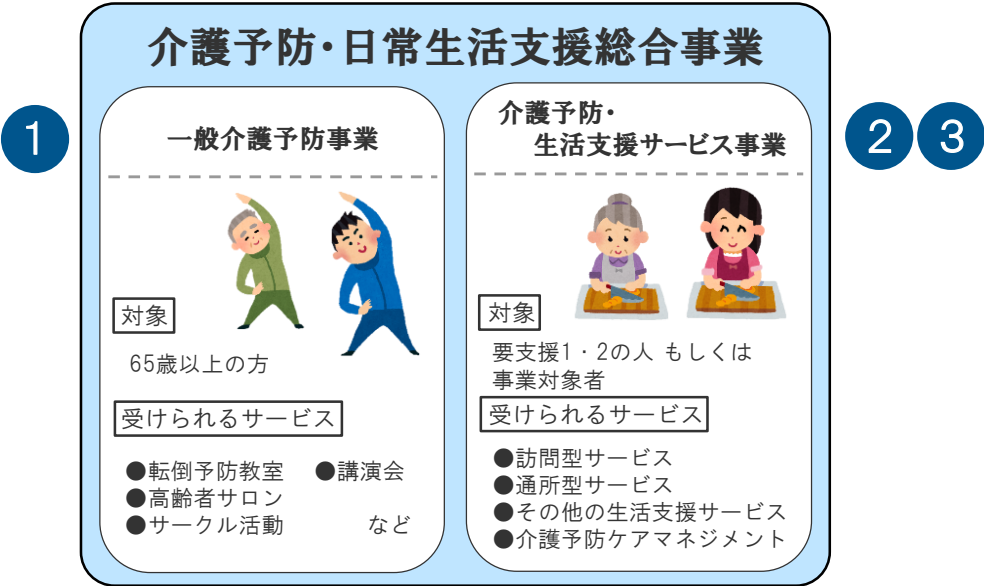 介護予防・日常生活支援総合事業
1
一般介護予防事業
対象
65歳以上の方
受けられるサービス
●転倒予防教室 ●講演会
●高齢者サロン
●サークル活動 など
介護予防・
生活支援サービス事業
2 3
対象
要支援1・2の人 もしくは
事業対象者
受けられるサービス
●訪問型サービス
●通所型サービス
●その他の生活支援サービス
●介護予防ケアマネジメント